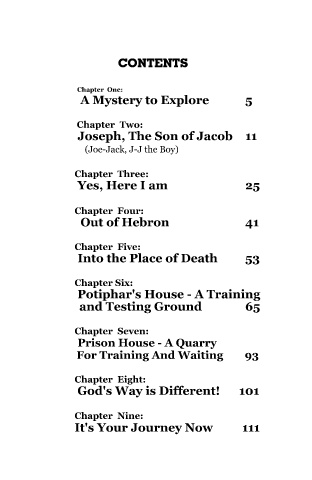 CONTENTS
Chapter One:
A Mystery to Explore 5
Chapter Two:
Joseph, The Son of Jacob 11
(Joe-Jack, J-J the Boy)
Chapter Three:
Yes, Here I am 25
Chapter Four:
Out of Hebron 41
Chapter Five:
Into the Place of Death 53
Chapter Six:
Potiphar's House - A Training
and Testing Ground 65
Chapter Seven:
Prison House - A Quarry
For Training And Waiting 93
Chapter Eight:
God's Way is Different! 101
Chapter Nine:
It's Your Journey Now 111